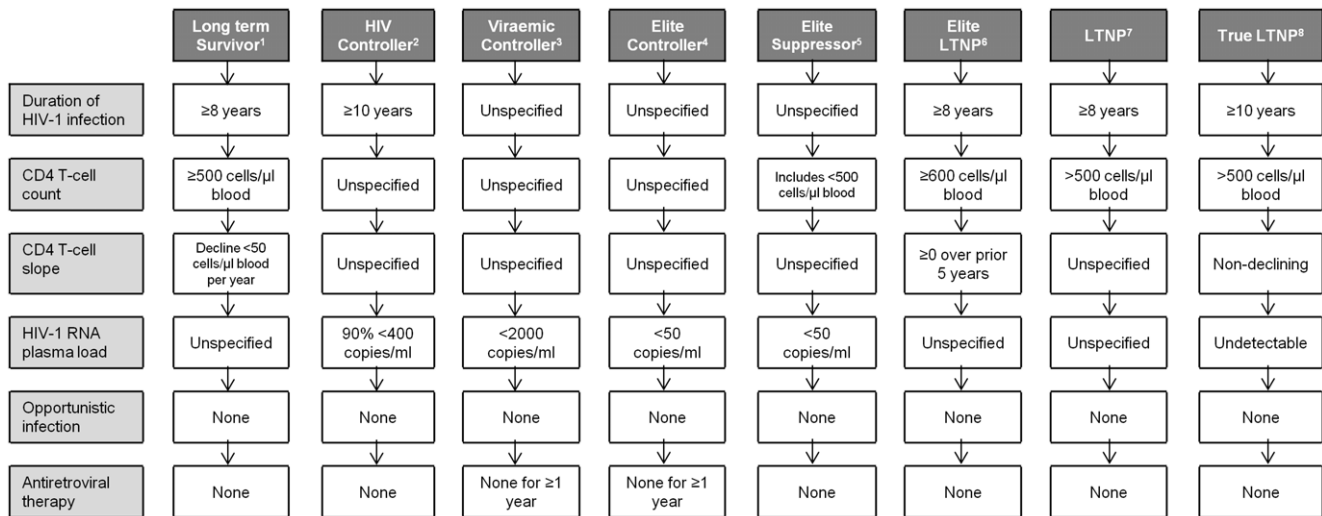 Long term
Survivor¹
HIV
Controller²
Viraemic
Controller³
Elite
Controller⁴
Elite
Suppressor⁵
Elite
LTNP⁶
LTNP⁷
True LTNP⁸
Duration of
HIV-1 infection
≥8 years
≥10 years
Unspecified
Unspecified
Unspecified
≥8 years
≥8 years
≥10 years
CD4 T-cell
count
≥500 cells/µl
blood
Unspecified
Unspecified
Unspecified
Includes <500
cells/µl blood
≥600 cells/µl
blood
>500 cells/µl
blood
>500 cells/µl
blood
CD4 T-cell
slope
Decline <50
cells/µl blood
per year
Unspecified
Unspecified
Unspecified
Unspecified
≥0 over prior
5 years
Unspecified
Non-declining
HIV-1 RNA
plasma load
Unspecified
90% <400
copies/ml
<2000
copies/ml
<50
copies/ml
<50
copies/ml
Unspecified
Unspecified
Undetectable
Opportunistic
infection
None
None
None
None
None
None
None
None
Antiretroviral
therapy
None
None
None for ≥1
year
None for ≥1
year
None
None
None
None